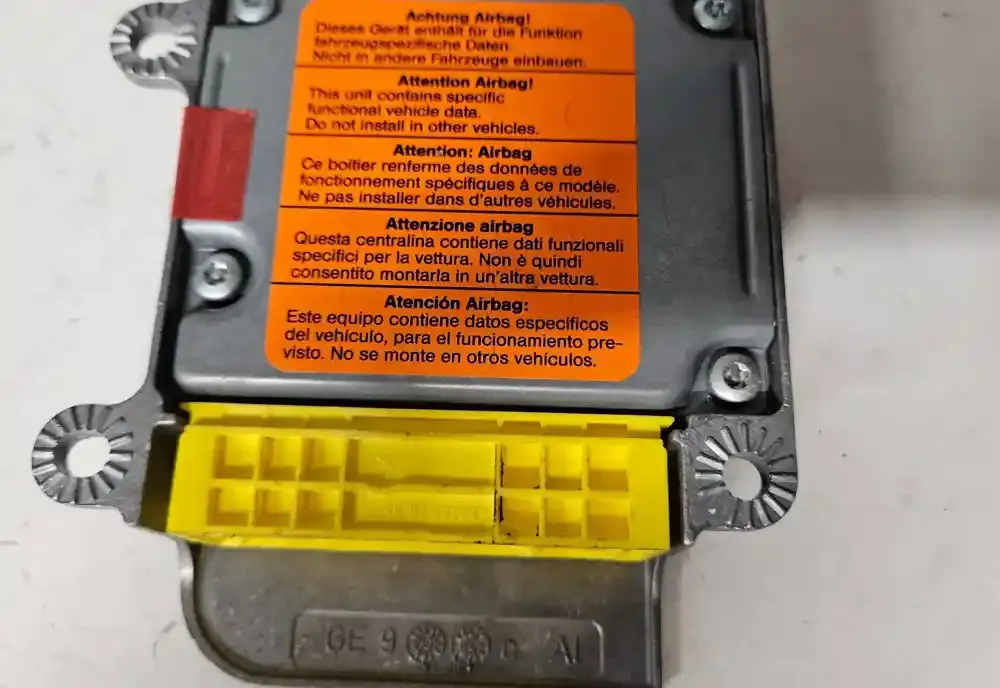 Achtung Airbag!
Dieses Gerät enthält für die Funktion
fahrzeugspezifische Daten.
Nicht in andere Fahrzeuge einbauen.
Attention Airbag!
This unit contains specific
functional vehicle data.
Do not install in other vehicles.
Attention: Airbag
Ce boîtier renferme des données de
fonctionnement spécifiques à ce modèle.
Ne pas installer dans d'autres véhicules.
Attenzione airbag
Questa centralina contiene dati funzionali
specifici per la vettura. Non è quindi
consentito montarla in un'altra vettura.
Atención Airbag:
Este equipo contiene datos específicos
del vehículo, para el funcionamiento pre-
visto. No se monte en otros vehículos.
GE 9 Al